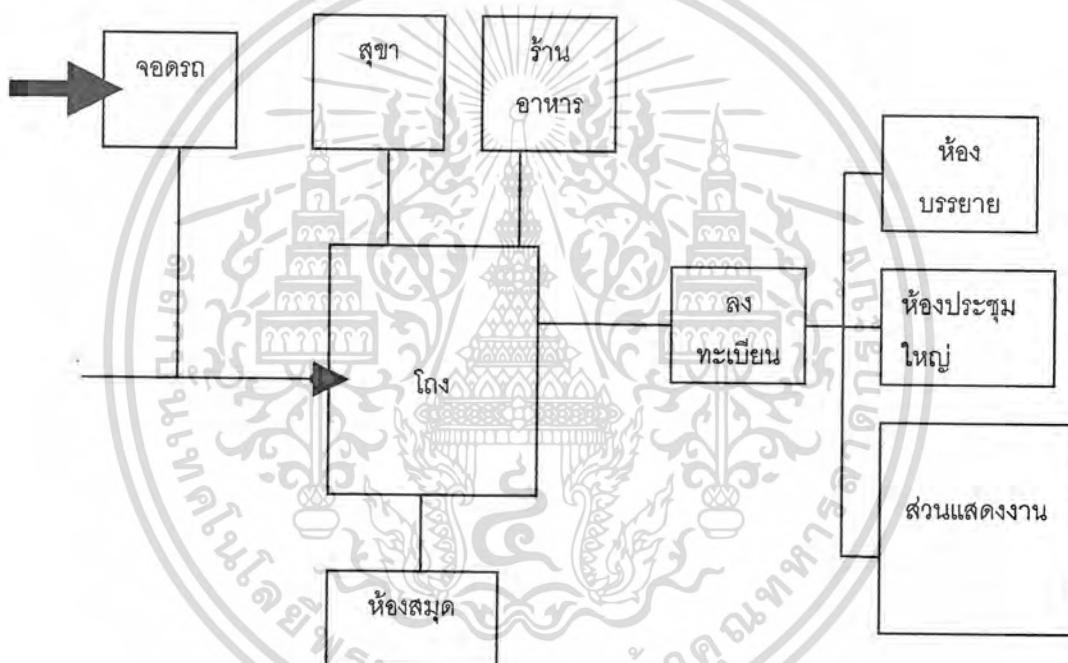 จอดรถ
สุขา
ร้าน
อาหาร
ห้อง
บรรยาย
ลง
ทะเบียน
ห้องประชุม
ใหญ่
โถง
ส่วนแสดงงาน
ห้องสมุด